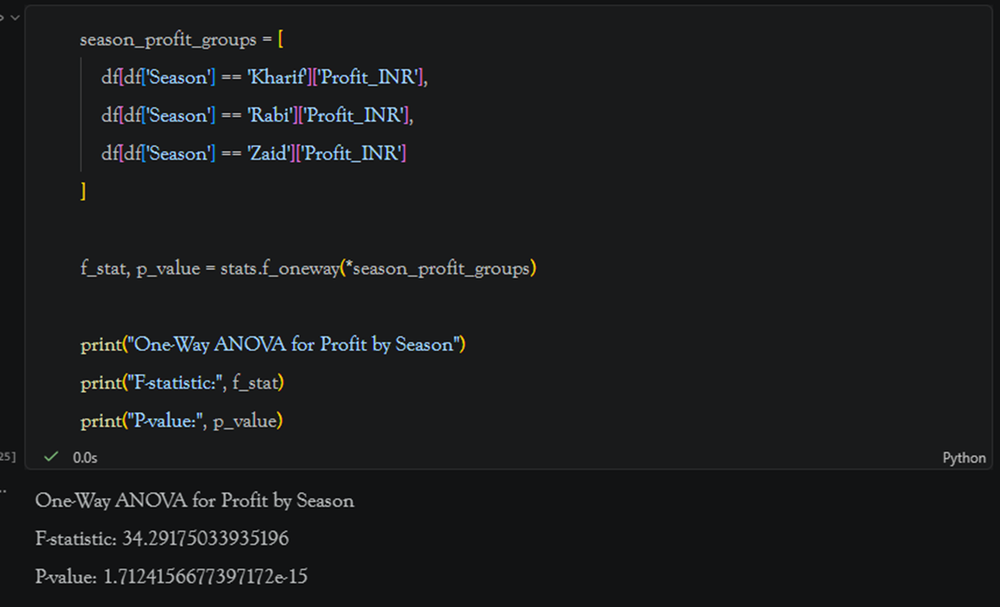 season_profit_groups = [
df[df['Season'] == 'Kharif']['Profit_INR'],
df[df['Season'] == 'Rabi']['Profit_INR'],
df[df['Season'] == 'Zaid']['Profit_INR']
]
f_stat, p_value = stats.f_oneway(*season_profit_groups)
print("One-Way ANOVA for Profit by Season")
print("F-statistic:", f_stat)
print("P-value:", p_value)
25]
0.0s
Python
One-Way ANOVA for Profit by Season
F-statistic: 34.29175033935196
P-value: 1.7124156677397172e-15